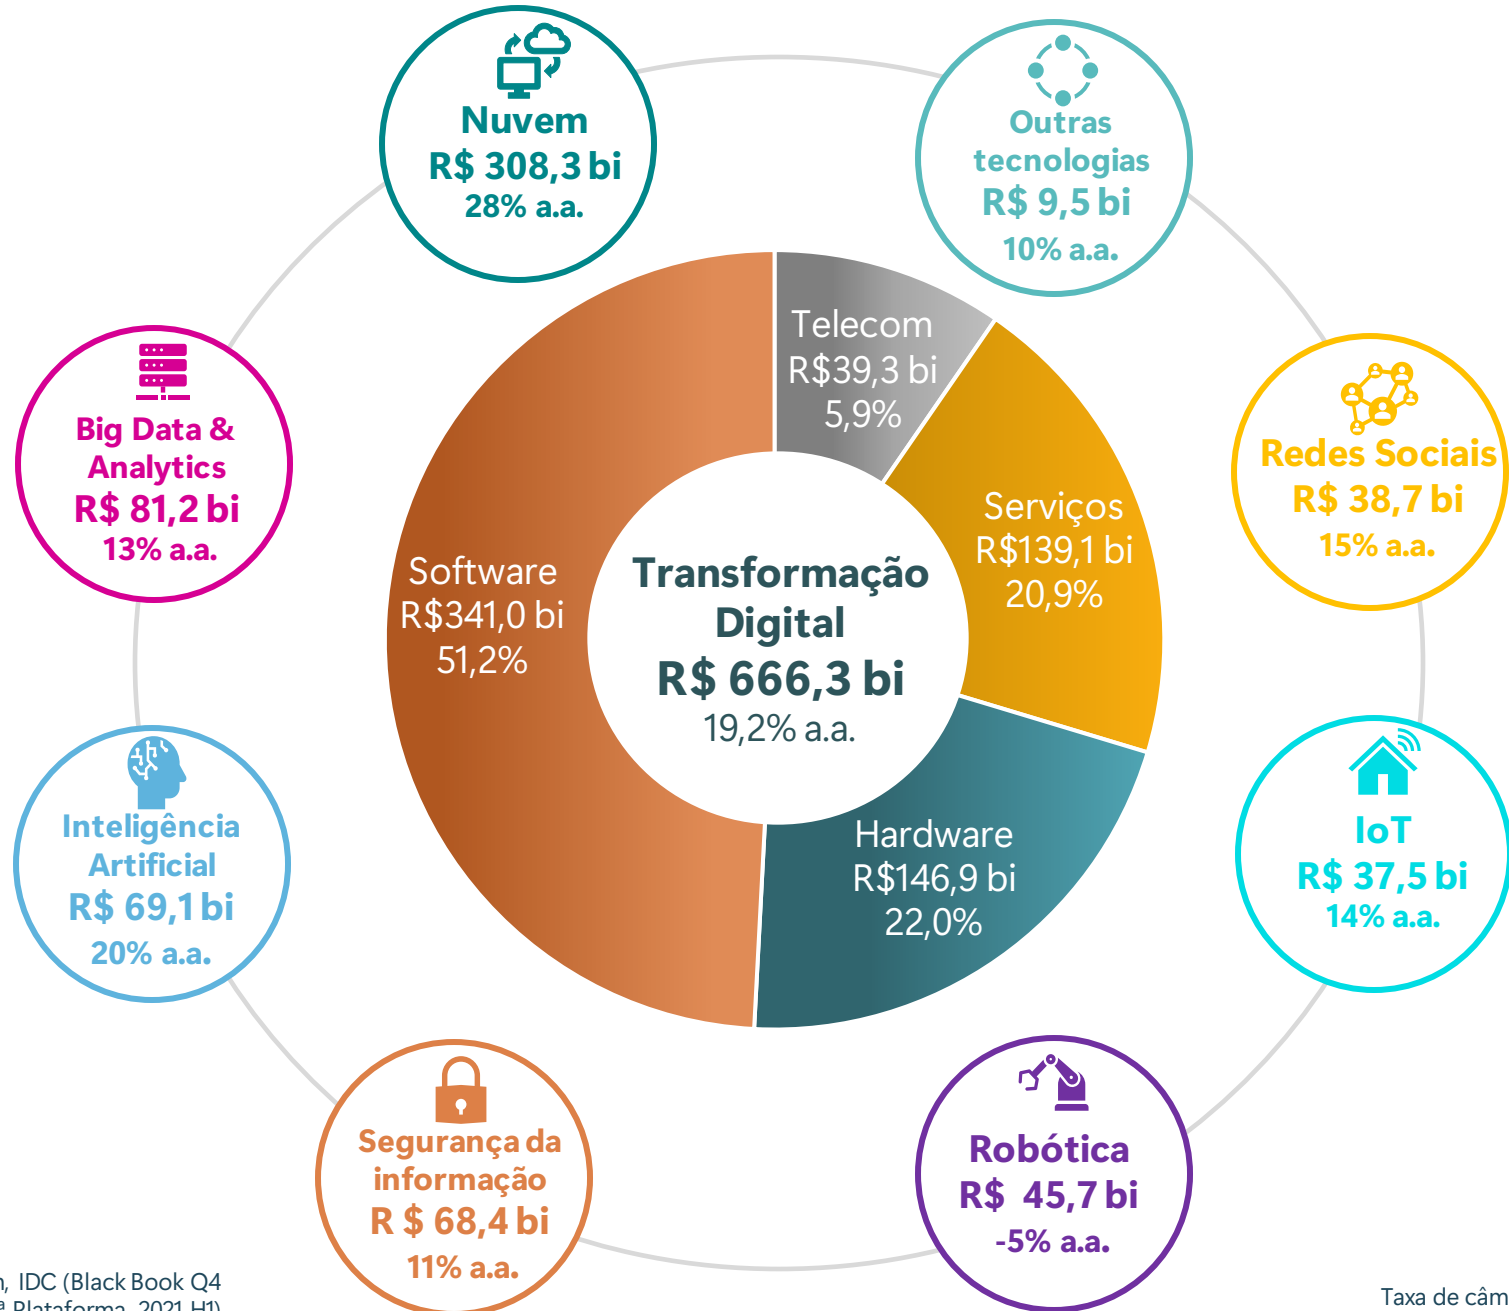 Nuvem
R$ 308,3 bi
28% a.a.
Outras
tecnologias
R$ 9,5 bi
10% a.a.
Big Data &
Analytics
R$ 81,2 bi
13% a.a.
Redes Sociais
R$ 38,7 bi
15% a.a.
Telecom
R$39,3 bi
5,9%
Serviços
R$139,1 bi
20,9%
Software
R$341,0 bi
51,2%
Transformação
Digital
R$ 666,3 bi
19,2% a.a.
Hardware
R$146,9 bi
22,0%
Inteligência
Artificial
R$ 69,1 bi
20% a.a.
IoT
R$ 37,5 bi
14% a.a.
Segurança da
informação
R $ 68,4 bi
11% a.a.
Robótica
R$ 45,7 bi
-5% a.a.
, IDC (Black Book Q4
ª Plataforma, 2021 H1)
Taxa de câm